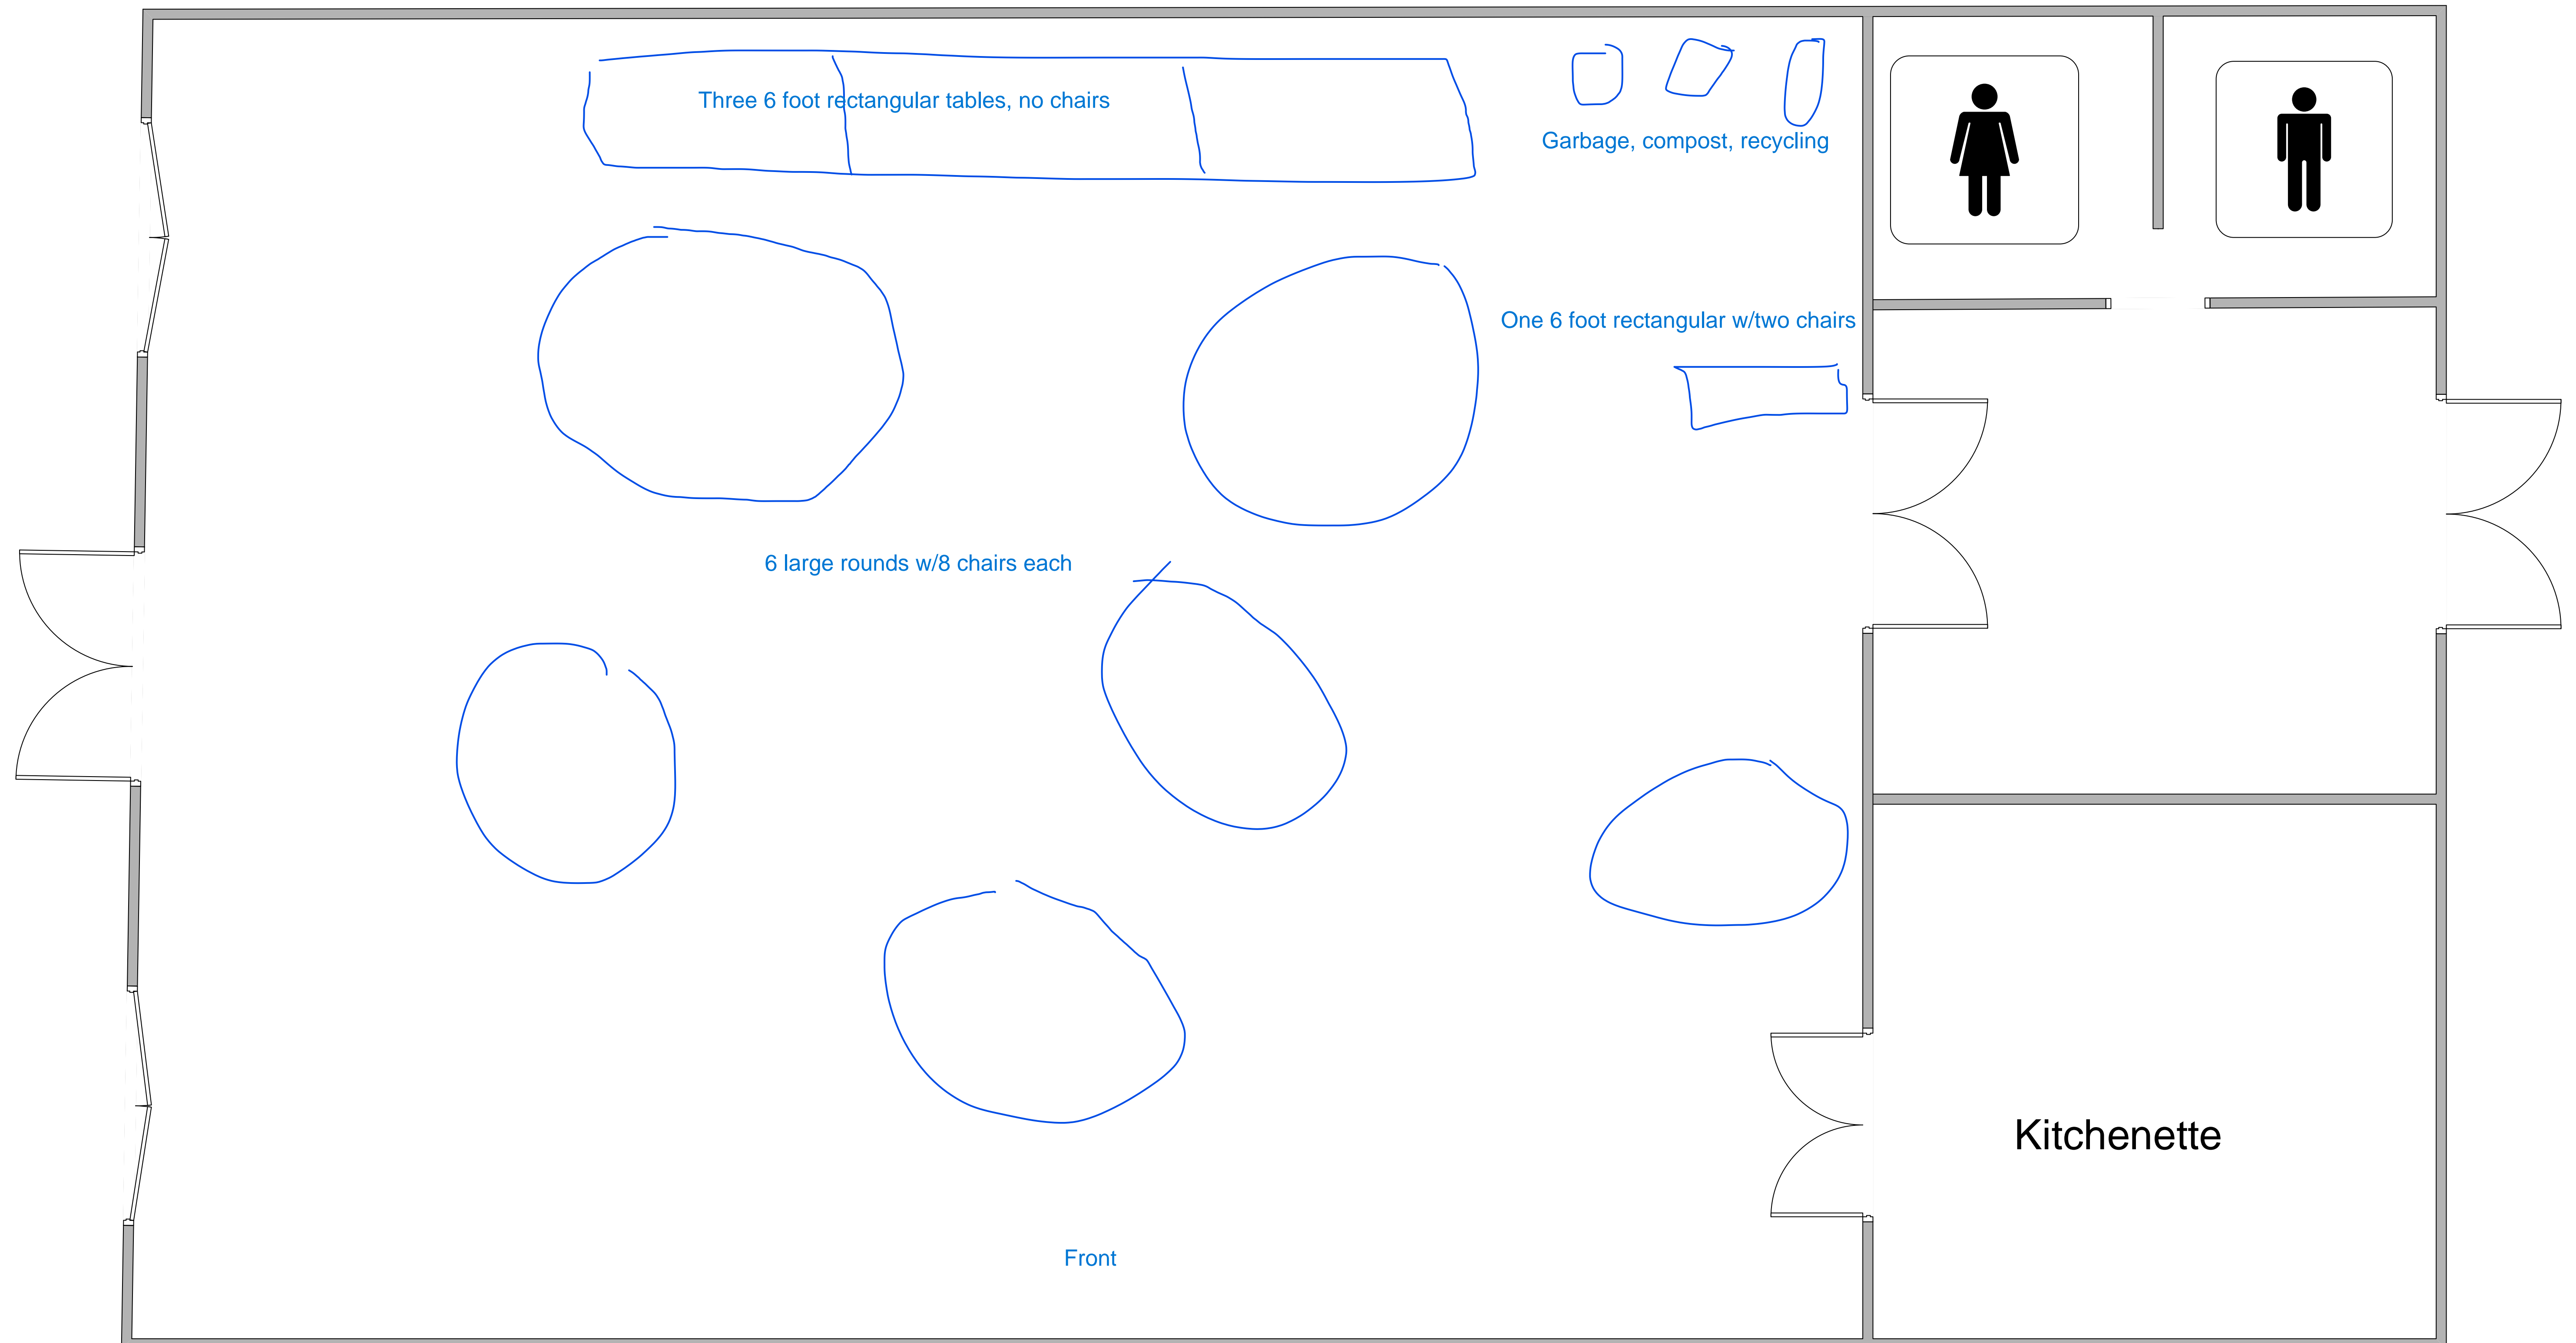 Three 6 foot rectangular tables, no chairs
Garbage, compost, recycling
One 6 foot rectangular w/two chairs
6 large rounds w/8 chairs each
Kitchenette
Front